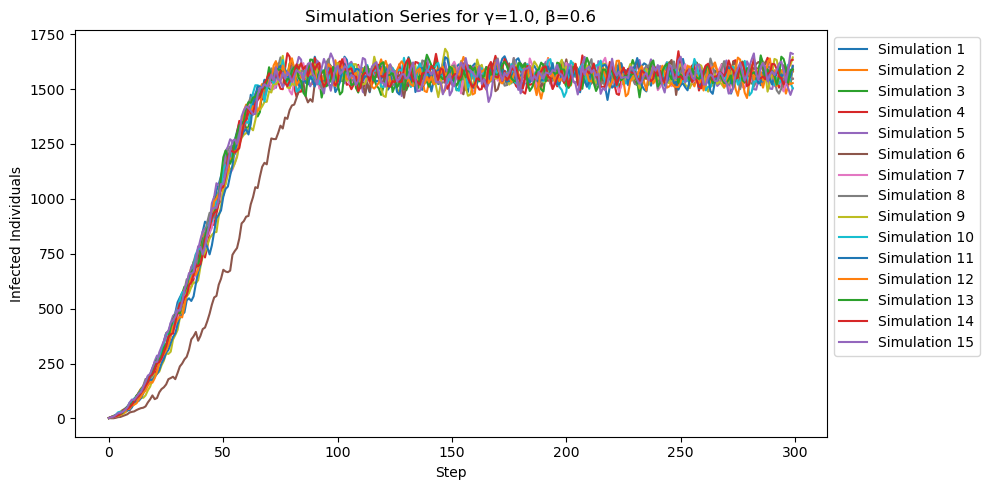 Simulation Series for γ=1.0, β=0.6
1750
1500
1250
1000
750
500
250
0
Infected Individuals
0
50
100
150
200
250
300
Step
Simulation 1
Simulation 2
Simulation 3
Simulation 4
Simulation 5
Simulation 6
Simulation 7
Simulation 8
Simulation 9
Simulation 10
Simulation 11
Simulation 12
Simulation 13
Simulation 14
Simulation 15